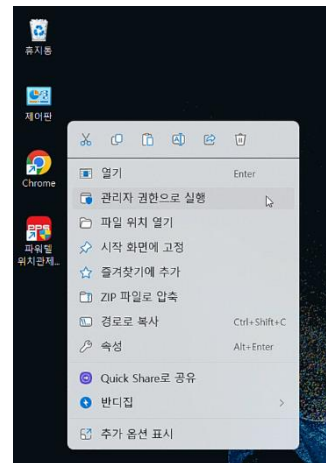 휴지통
제어판
Chrome
PPS
파워텔
위치관제...
열기 Enter
관리자 권한으로 실행
파일 위치 열기
시작 화면에 고정
즐겨찾기에 추가
ZIP 파일로 압축
경로로 복사 Ctrl+Shift+C
속성 Alt+Enter
Quick Share로 공유
반디집
추가 옵션 표시